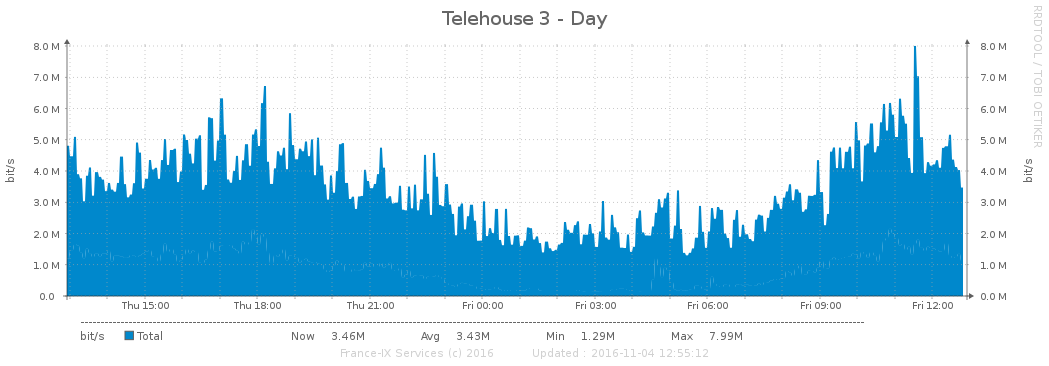 Telehouse 3 - Day
RRDTOOL / TOBI OETIKER
bit/s
8.0 M
7.0 M
6.0 M
5.0 M
4.0 M
3.0 M
2.0 M
1.0 M
0.0
8.0 M
7.0 M
6.0 M
5.0 M
4.0 M
3.0 M
2.0 M
1.0 M
0.0 M
bit/s
Thu 15:00 Thu 18:00 Thu 21:00 Fri 00:00 Fri 03:00 Fri 06:00 Fri 09:00 Fri 12:00
bit/s Total Now 3.46M Avg 3.43M Min 1.29M Max 7.99M
France-IX Services (c) 2016 Updated : 2016-11-04 12:55:12